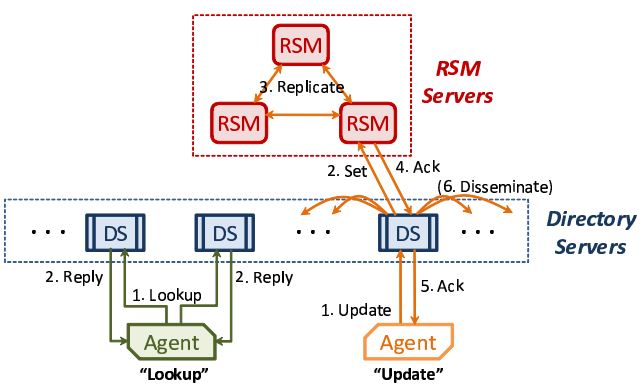 RSM
3. Replicate
RSM
RSM
RSM
Servers
2. Set
4. Ack
(6. Disseminate)
• • •
DS
DS
• • •
DS
• • •
Directory
Servers
2. Reply
1. Lookup
2. Reply
1. Update
5. Ack
Agent
Agent
“Lookup”
“Update”